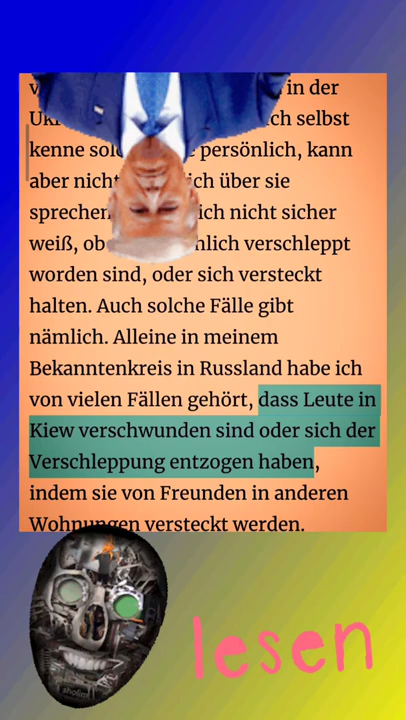 v in der
Uk ch selbst
kenne sol persönlich, kann
aber nicht ich über sie
sprechen ich nicht sicher
weiß, ob nlich verschleppt
worden sind, oder sich versteckt
halten. Auch solche Fälle gibt
nämlich. Alleine in meinem
Bekanntenkreis in Russland habe ich
von vielen Fällen gehört, dass Leute in
Kiew verschwunden sind oder sich der
Verschleppung entzogen haben,
indem sie von Freunden in anderen
Wohnungen versteckt werden.
lesen